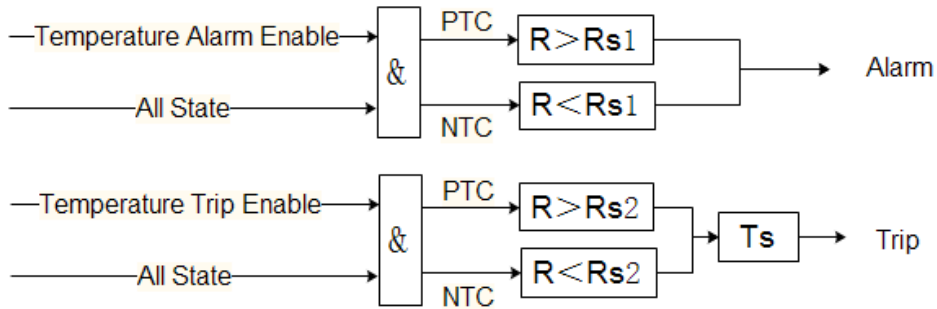 Temperature Alarm Enable
All State
&
PTC
R＞Rs1
NTC
R＜Rs1
Alarm
Temperature Trip Enable
All State
&
PTC
R＞Rs2
NTC
R＜Rs2
Ts
Trip